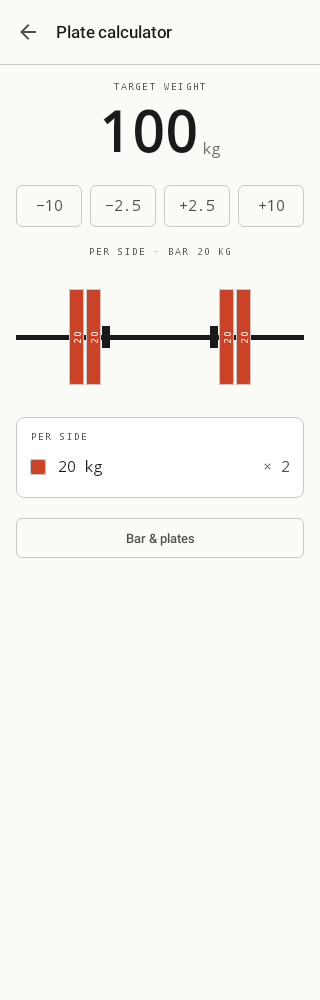 Plate calculator
TARGET WEIGHT
100 kg
−10 −2.5 +2.5 +10
PER SIDE · BAR 20 KG
20 20 20 20
PER SIDE
20 kg × 2
Bar & plates